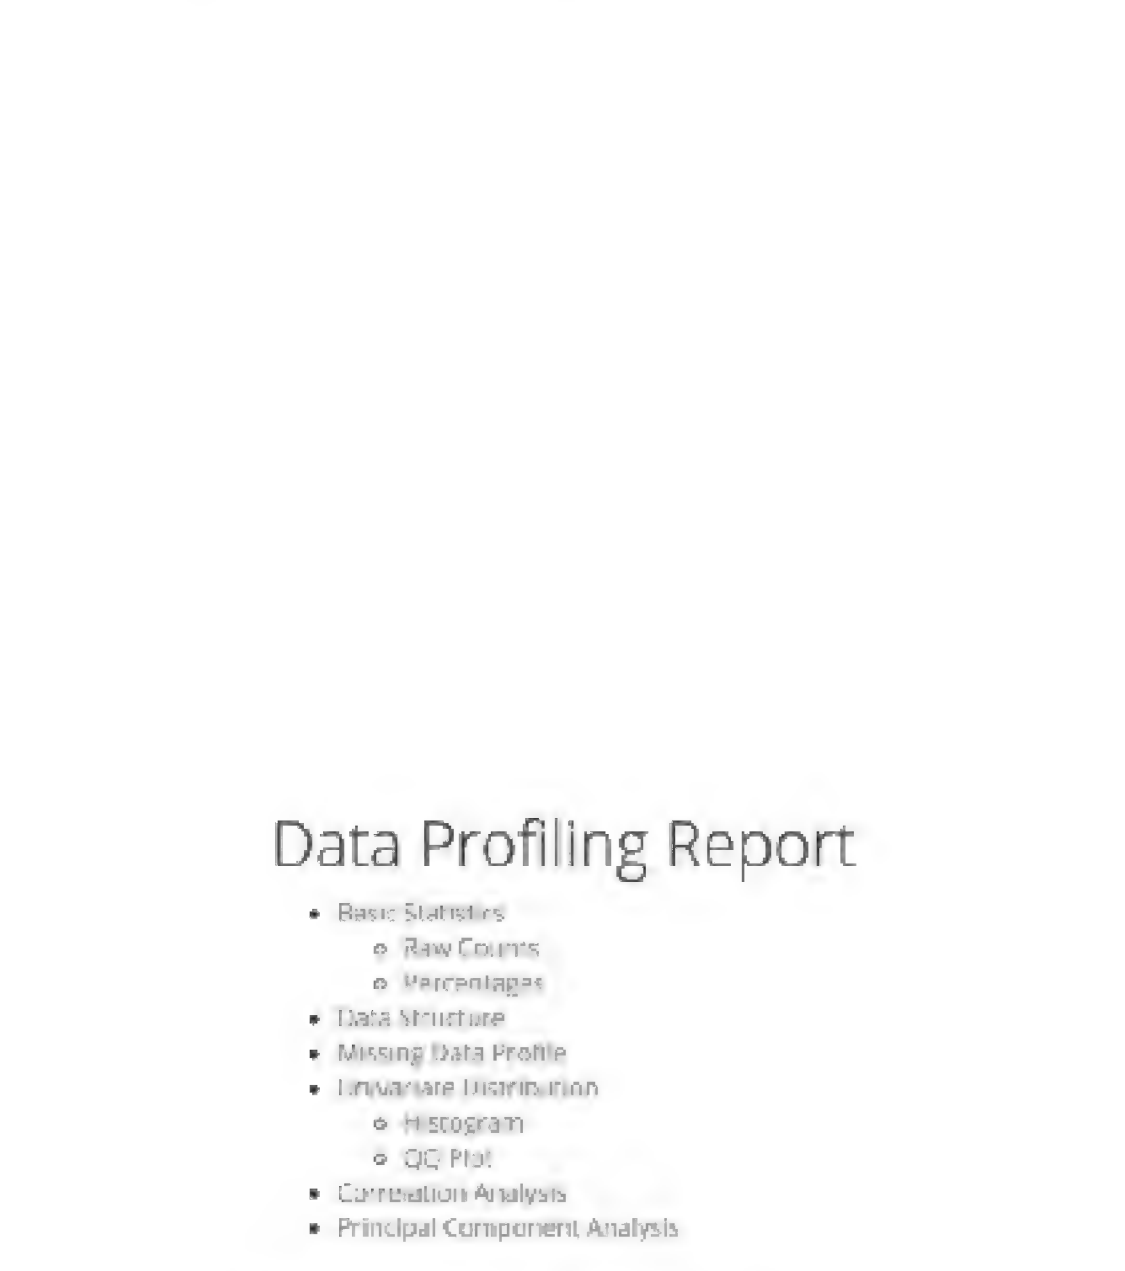 Data Profiling Report
Basic Statistics
Raw Counts
Percentages
Data Structure
Missing Data Profile
Univariate Distribution
Histogram
QQ Plot
Correlation Analysis
Principal Component Analysis